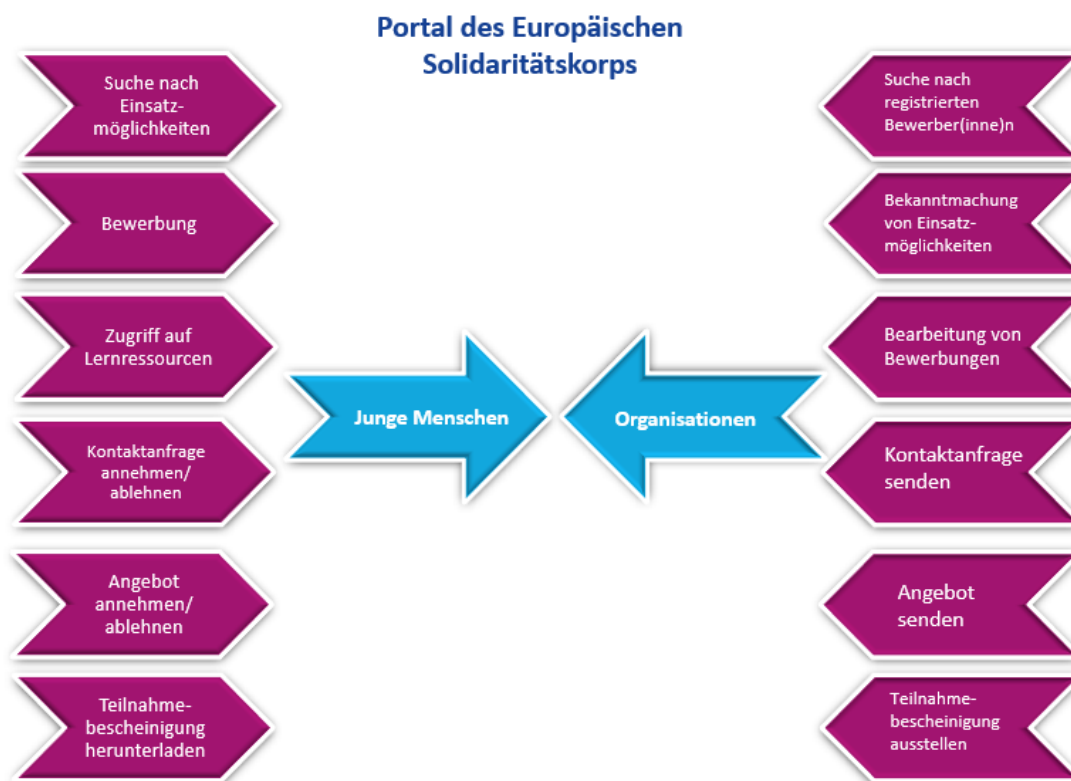 Portal des Europäischen
Solidaritätskorps
Suche nach
Einsatz-
möglichkeiten
Bewerbung
Zugriff auf
Lernressourcen
Kontaktanfrage
annehmen/
ablehnen
Angebot
annehmen/
ablehnen
Teilnahme-
bescheinigung
herunterladen
Junge Menschen
Organisationen
Suche nach
registrierten
Bewerber(inne)n
Bekanntmachung
von Einsatz-
möglichkeiten
Bearbeitung von
Bewerbungen
Kontaktanfrage
senden
Angebot
senden
Teilnahme-
bescheinigung
ausstellen